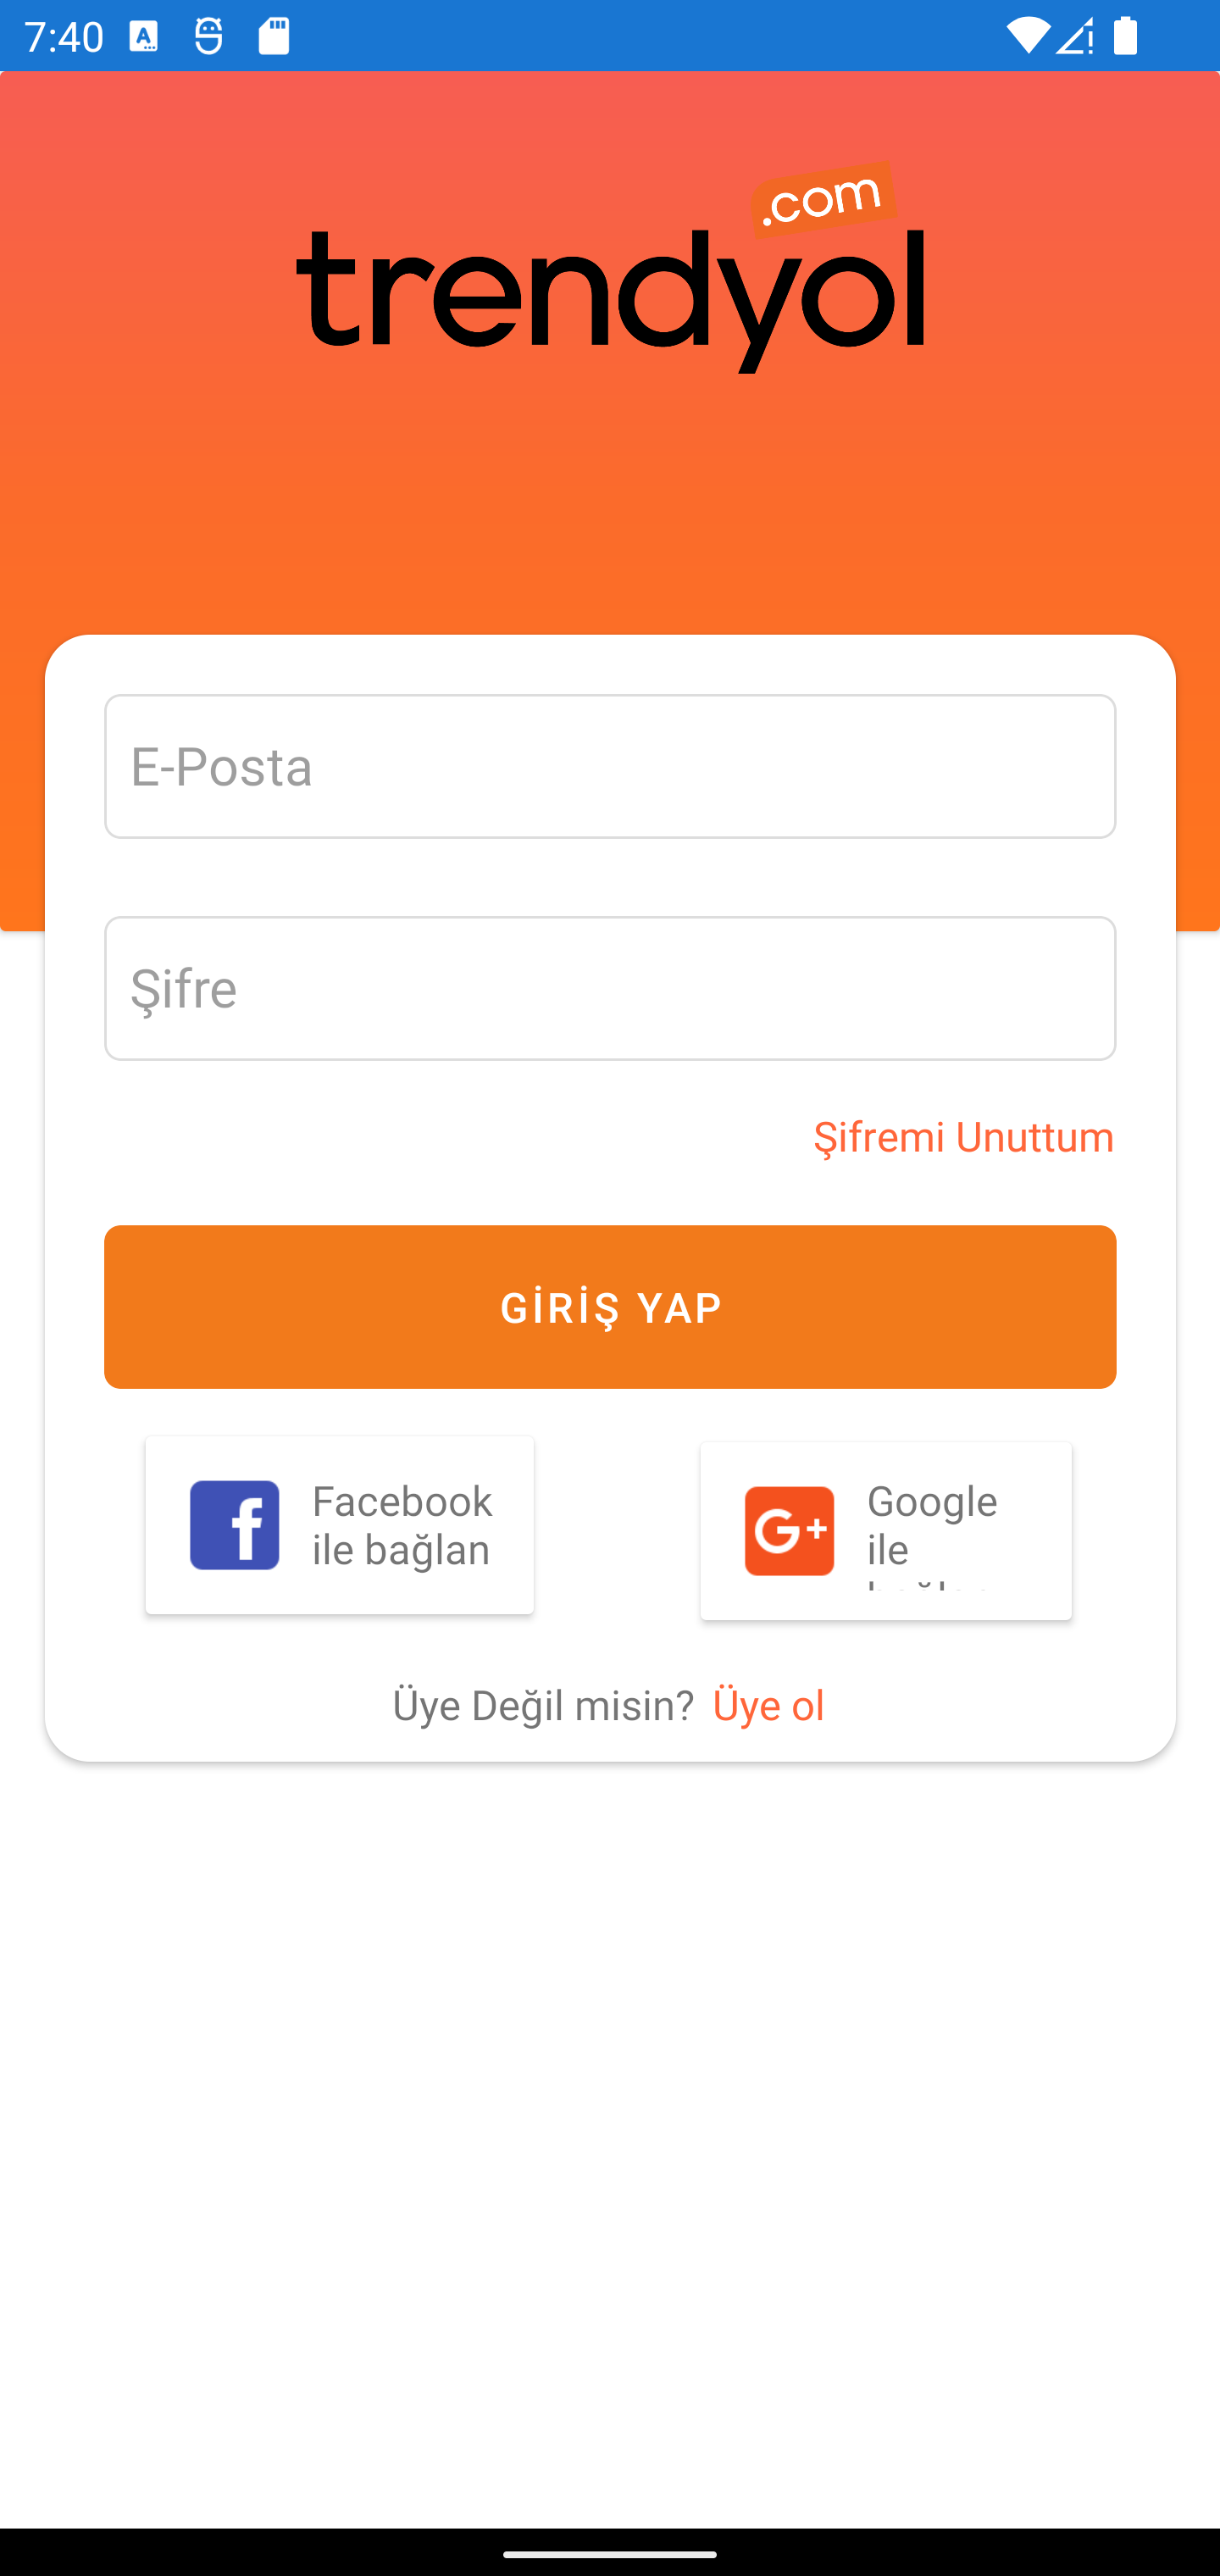 7:40
.com
trendyol
E-Posta
Şifre
Şifremi Unuttum
GİRİŞ YAP
Facebook
ile bağlan
Google
ile
Üye Değil misin? Üye ol